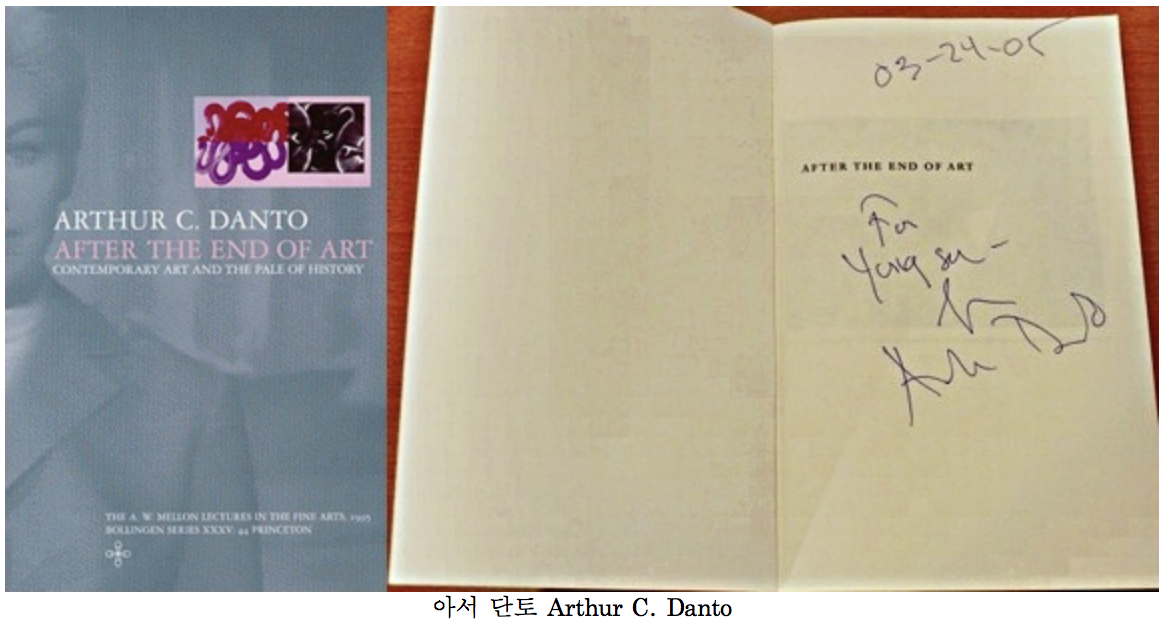 ARTHUR C. DANTO
AFTER THE END OF ART
CONTEMPORARY ART AND THE PALE OF HISTORY
THE A. W. MELLON LECTURES IN THE FINE ARTS, 1995
BOLLINGEN SERIES XXXV: 44 PRINCETON
03-24-05
AFTER THE END OF ART
For
Arthur Danto
아서 단토 Arthur C. Danto